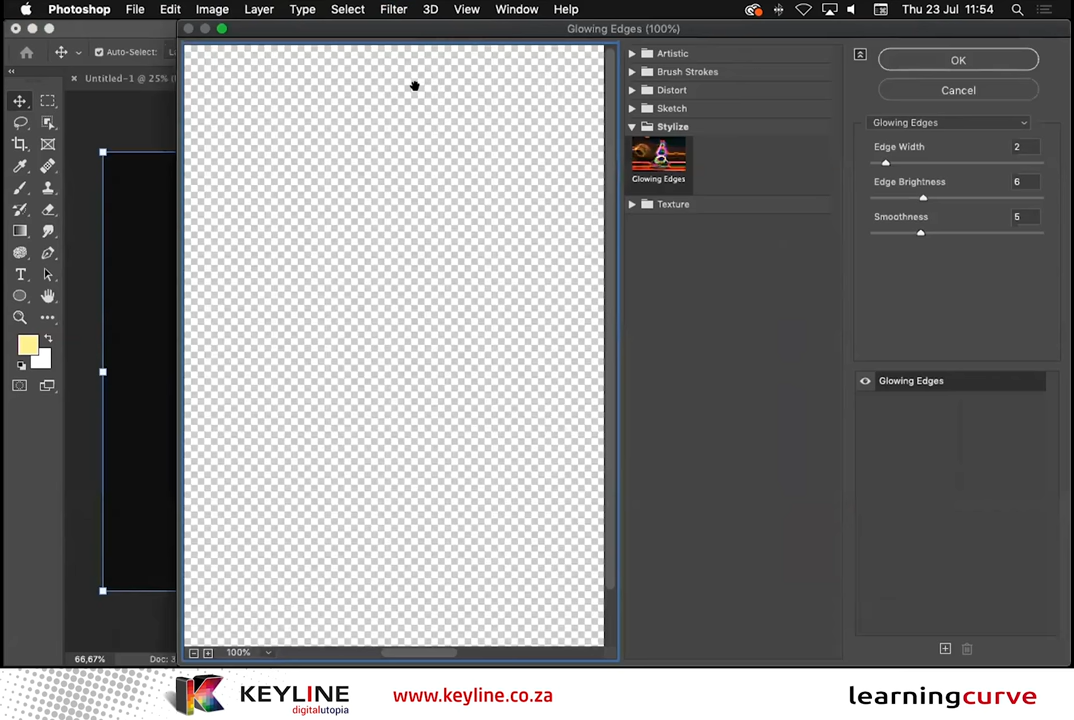 Photoshop File Edit Image Layer Type Select Filter 3D View Window Help Thu 23 Jul 11:54
Glowing Edges (100%)
Auto-Select:
Untitled-1 @ 25%
Artistic
Brush Strokes
Distort
Sketch
Stylize
Glowing Edges
Texture
OK
Cancel
Glowing Edges
Edge Width 2
Edge Brightness 6
Smoothness 5
Glowing Edges
100%
66,67% Doc:
KEYLINE
digitalutopia
www.keyline.co.za
learningcurve